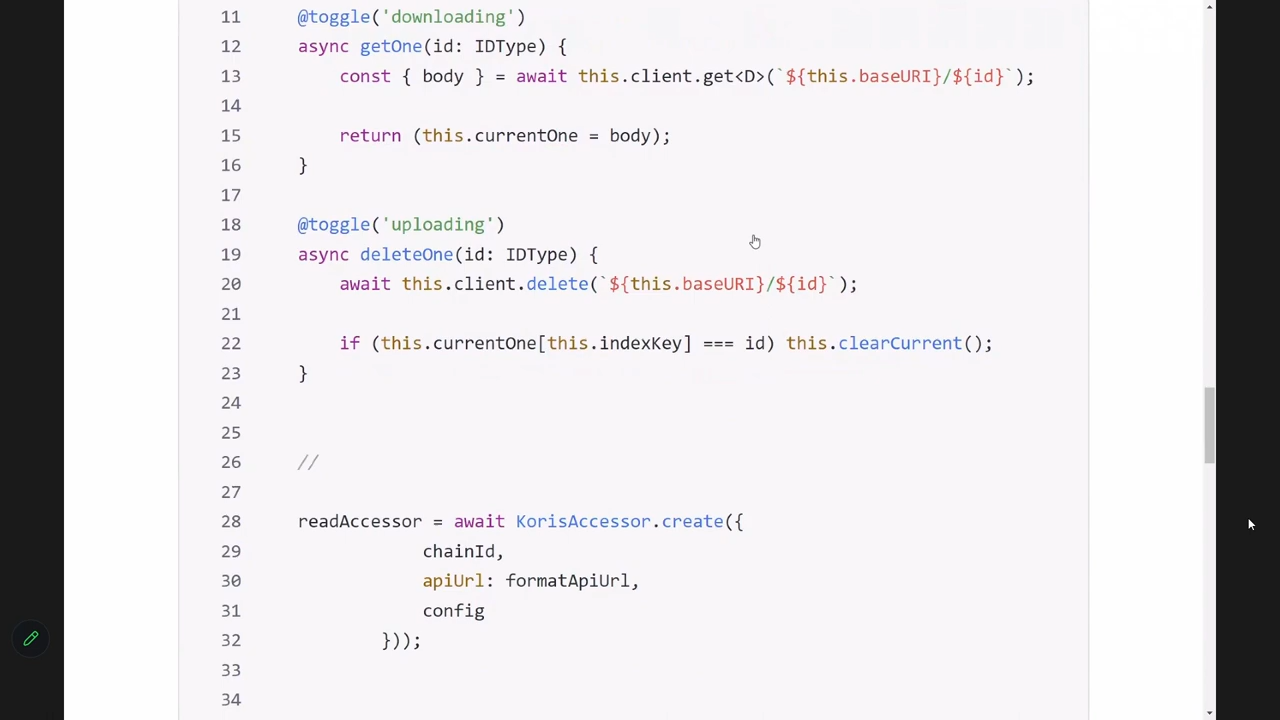 11 @toggle('downloading')
12 async getOne(id: IDType) {
13 const { body } = await this.client.get<D>(`${this.baseURI}/${id}`);
14
15 return (this.currentOne = body);
16 }
17
18 @toggle('uploading')
19 async deleteOne(id: IDType) {
20 await this.client.delete(`${this.baseURI}/${id}`);
21
22 if (this.currentOne[this.indexKey] === id) this.clearCurrent();
23 }
24
25
26 //
27
28 readAccessor = await KorisAccessor.create({
29 chainId,
30 apiUrl: formatApiUrl,
31 config
32 }));
33
34